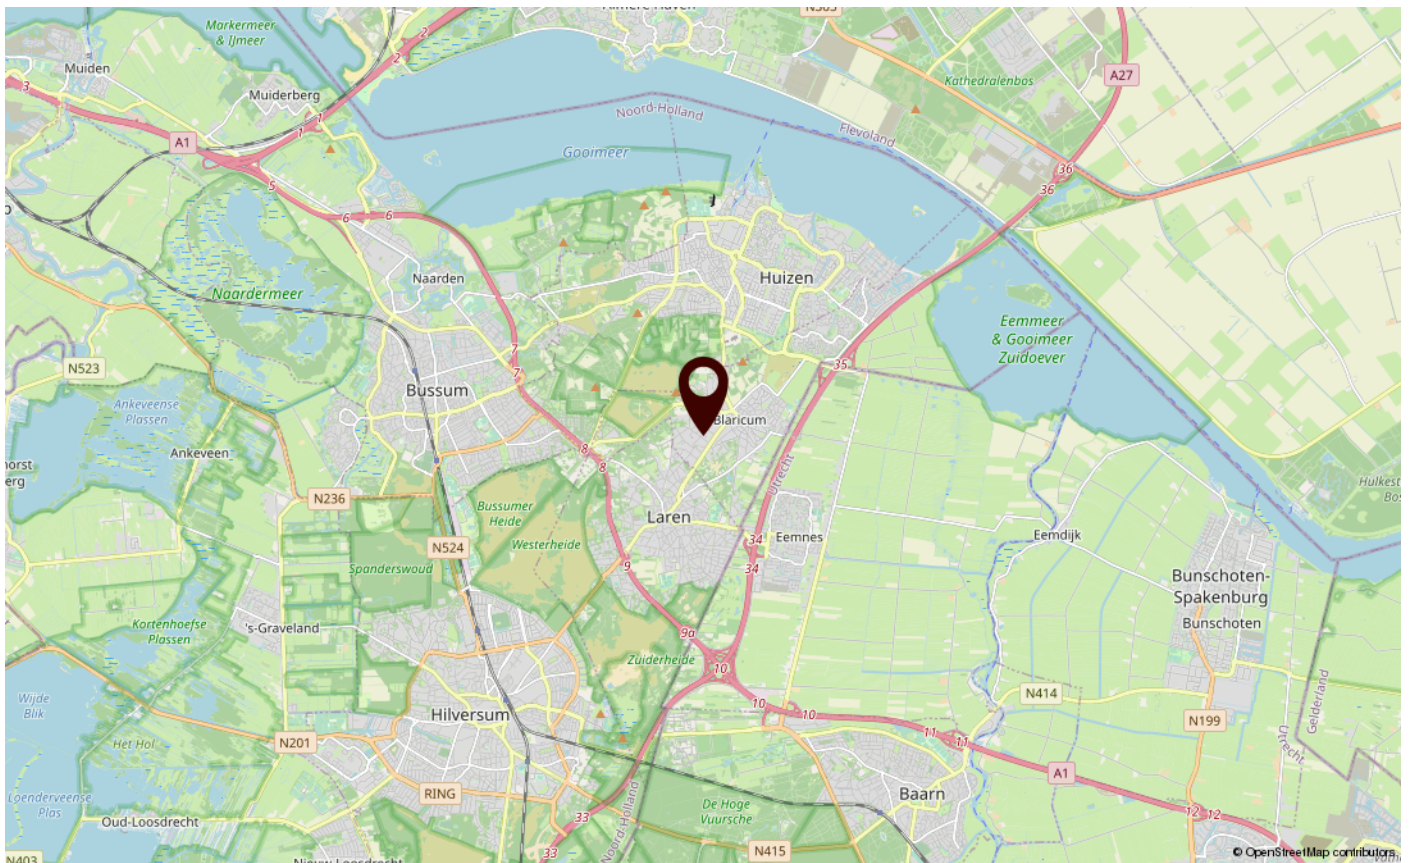 N305
Markermeer
& IJmeer
2
2
Muiden
3
Muiderberg
Kathedralenbos
A27
1
1
Noord-Holland
Flevoland
A1
Gooimeer
5
36
36
6
6
Naarden
Huizen
Naardermeer
Eemmeer
& Gooimeer
Zuidoever
7
7
35
N523
Bussum
Ankeveense
Plassen
Blaricum
Ankeveen
8
8
Utrecht
N236
Bussumer
Heide
Laren
Eemnes
Eemdijk
N524
Westerheide
34
34
Spanderswoud
9
Bunschoten-
Spakenburg
Bunschoten
's-Graveland
Kortenhoefse
Plassen
9a
Zuiderheide
10
N414
Wijde
Blik
Hilversum
10
10
11
11
N199
Gelderland
Utrecht
Het Hol
N201
A1
RING
Baarn
Loenderveense
Plas
De Hoge
Vuursche
12
12
Oud-Loosdrecht
33
33
Noord-Holland
N403
N415
© OpenStreetMap contributors